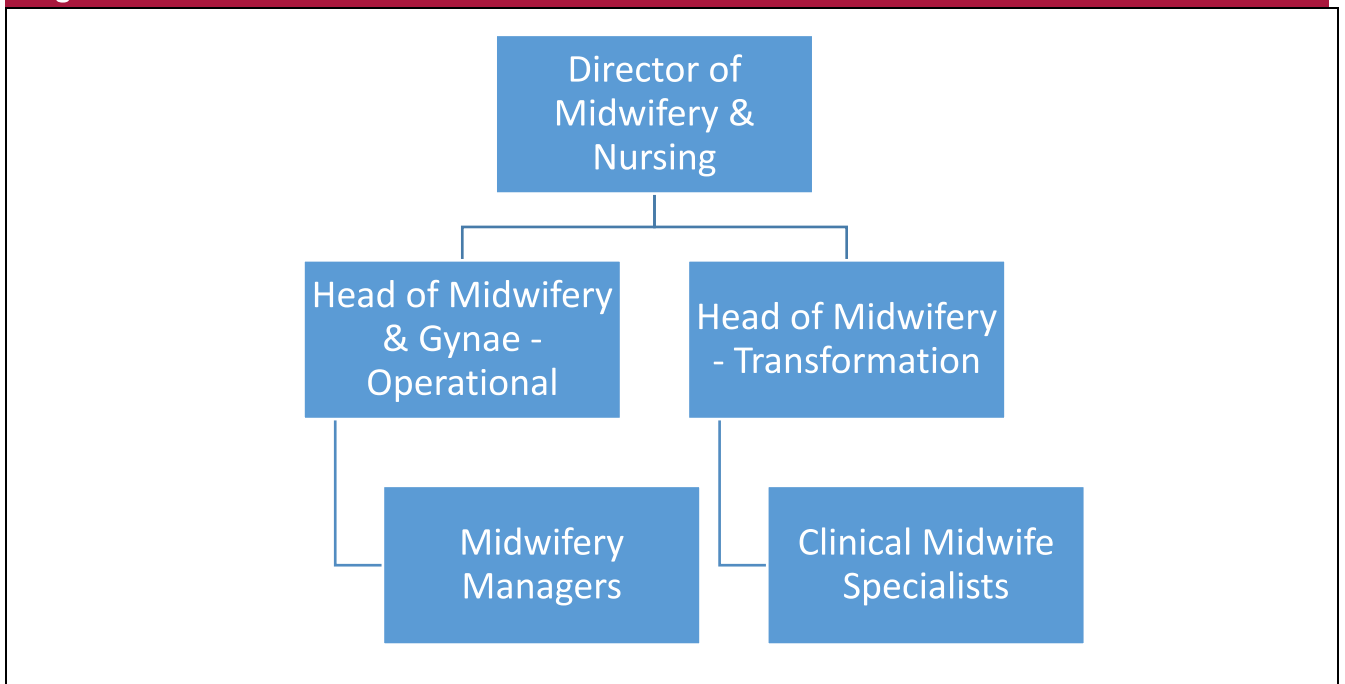 Director of
Midwifery &
Nursing
Head of Midwifery
& Gynae -
Operational
Head of Midwifery
- Transformation
Midwifery
Managers
Clinical Midwife
Specialists